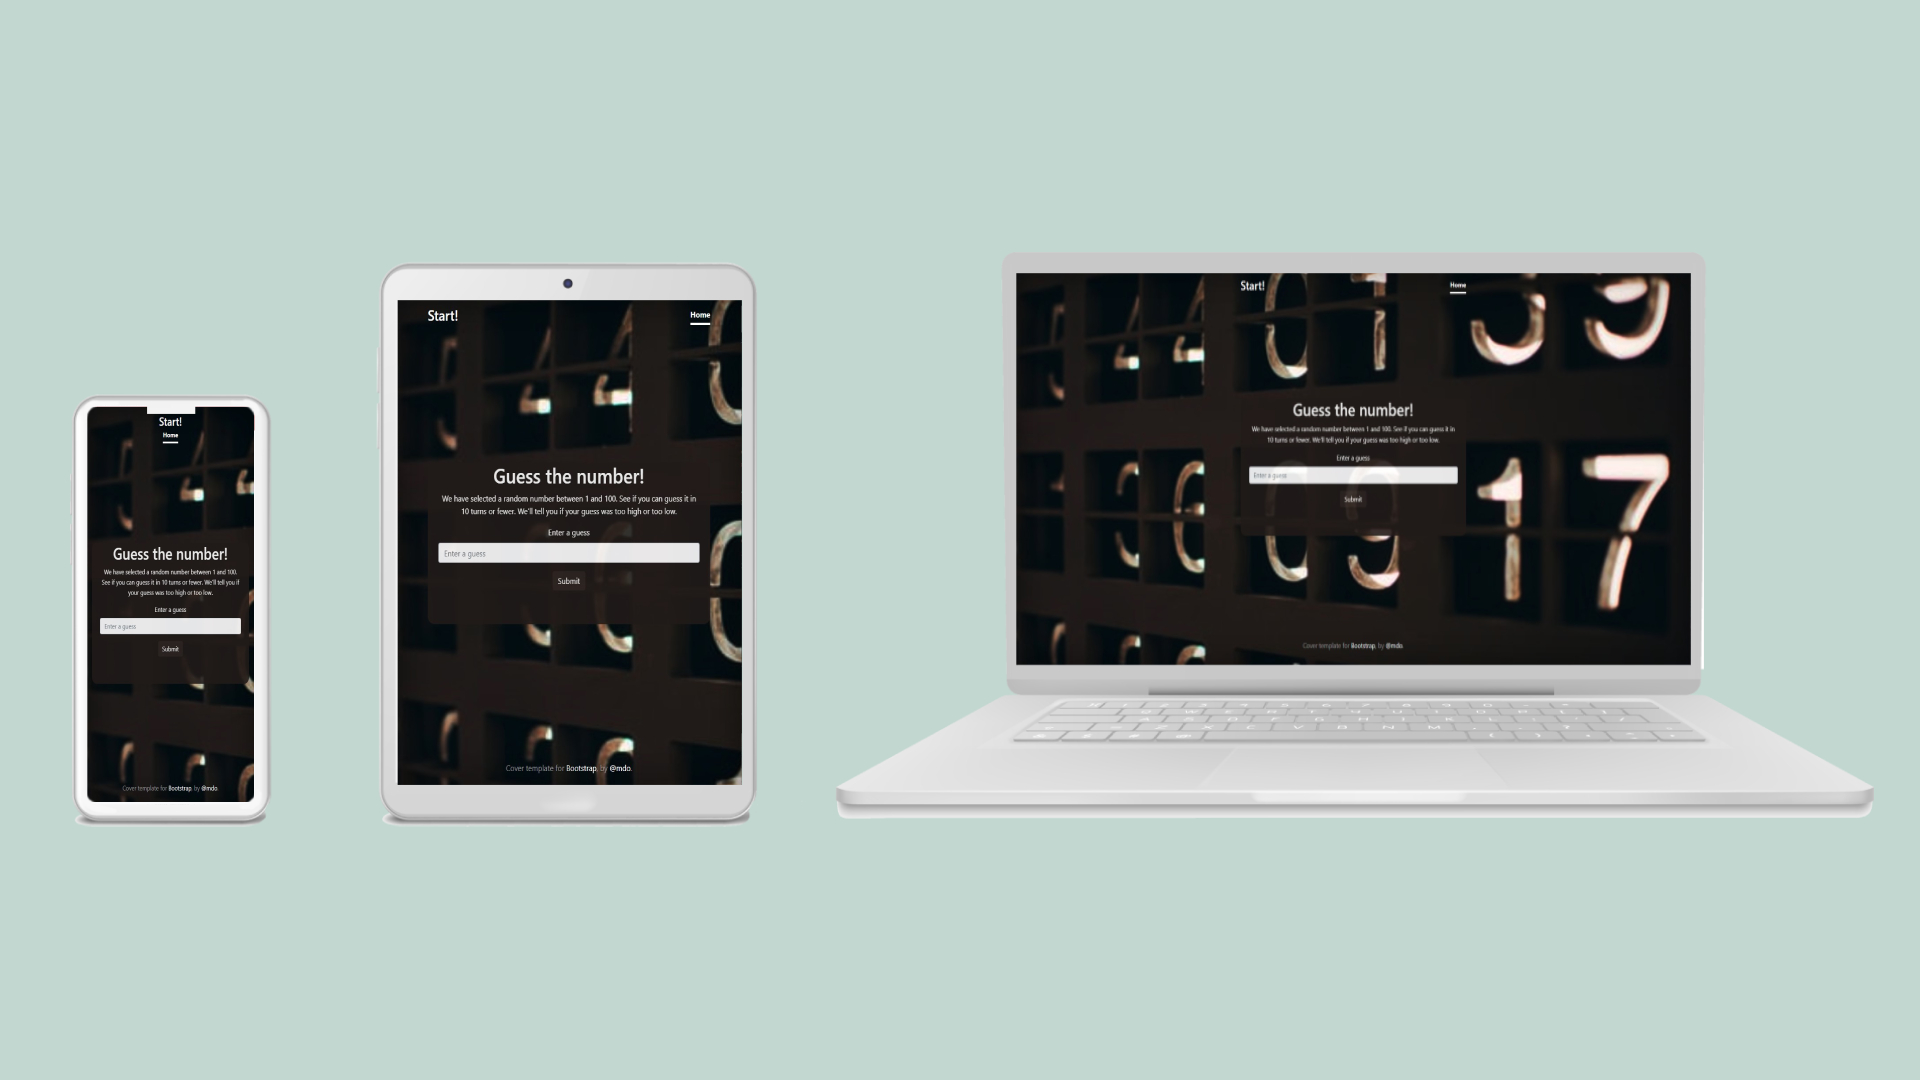 Start!
Home
Guess the number!
We have selected a random number between 1 and 100.
See if you can guess it in 10 turns or fewer. We'll tell you if
your guess was too high or too low.
Enter a guess
Enter a guess
Submit
Cover template for Bootstrap, by @mdo.
Start!
Home
Guess the number!
We have selected a random number between 1 and 100. See if you can guess it in
10 turns or fewer. We'll tell you if your guess was too high or too low.
Enter a guess
Enter a guess
Submit
Cover template for Bootstrap, by @mdo.
Start!
Home
Guess the number!
We have selected a random number between 1 and 100. See if you can guess it in
10 turns or fewer. We'll tell you if your guess was too high or too low.
Enter a guess
Enter a guess
Submit
17
Cover template for Bootstrap, by @mdo.